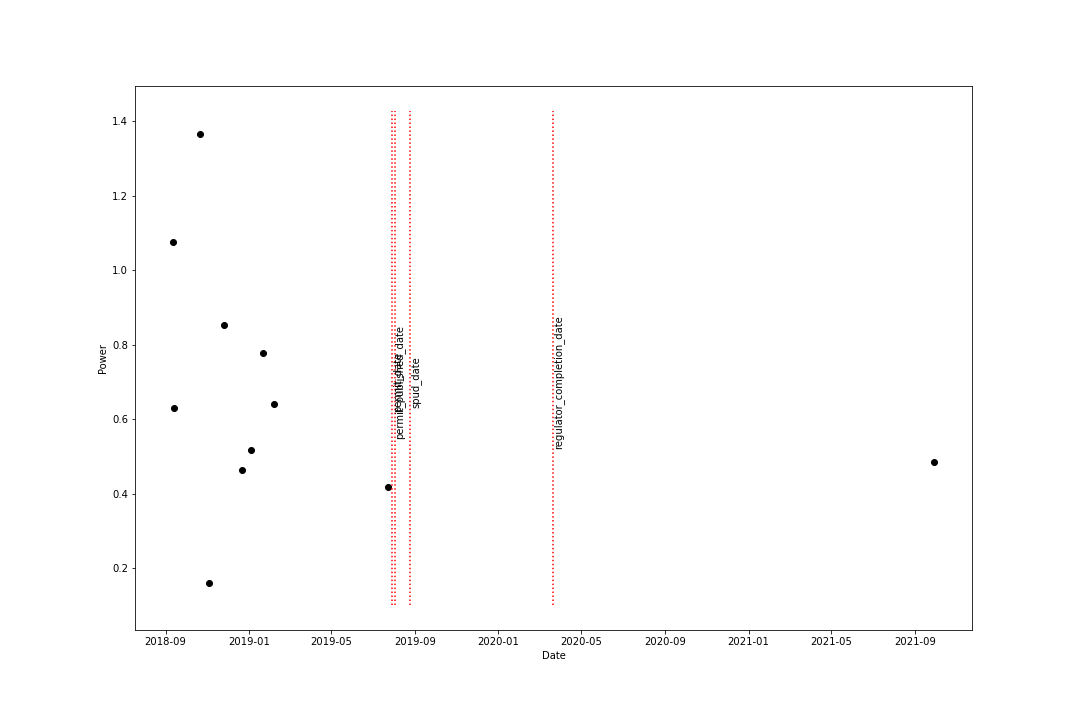 1.4
1.2
1.0
0.8
0.6
0.4
0.2
Power
permit_date
permit_published_date
spud_date
regulator_completion_date
2018-09
2019-01
2019-05
2019-09
2020-01
2020-05
2020-09
2021-01
2021-05
2021-09
Date